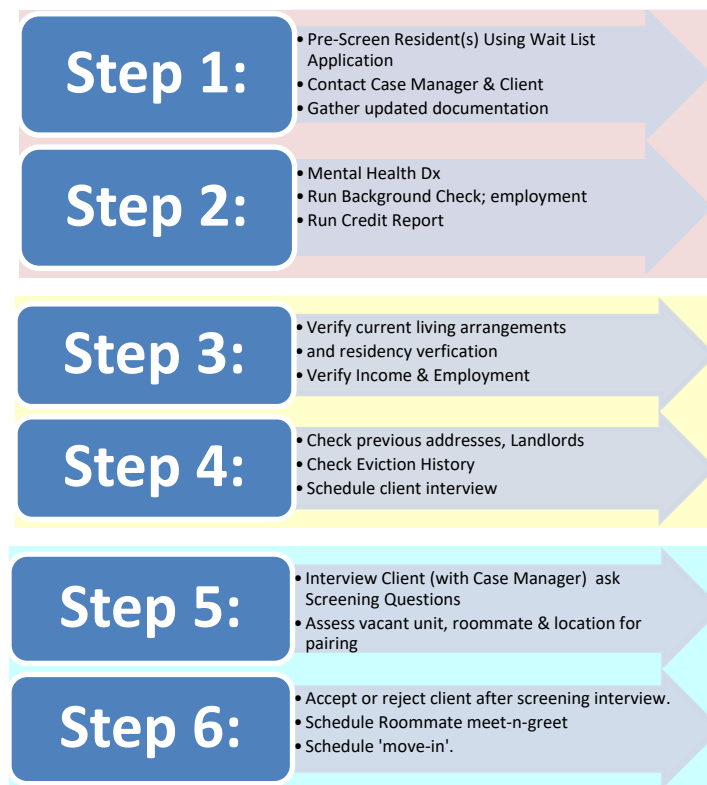 Step 1:
• Pre-Screen Resident(s) Using Wait List
Application
• Contact Case Manager & Client
• Gather updated documentation
Step 2:
• Mental Health Dx
• Run Background Check; employment
• Run Credit Report
Step 3:
• Verify current living arrangements
• and residency verfication
• Verify Income & Employment
Step 4:
• Check previous addresses, Landlords
• Check Eviction History
• Schedule client interview
Step 5:
• Interview Client (with Case Manager) ask
Screening Questions
• Assess vacant unit, roommate & location for
pairing
Step 6:
• Accept or reject client after screening interview.
• Schedule Roommate meet-n-greet
• Schedule 'move-in'.